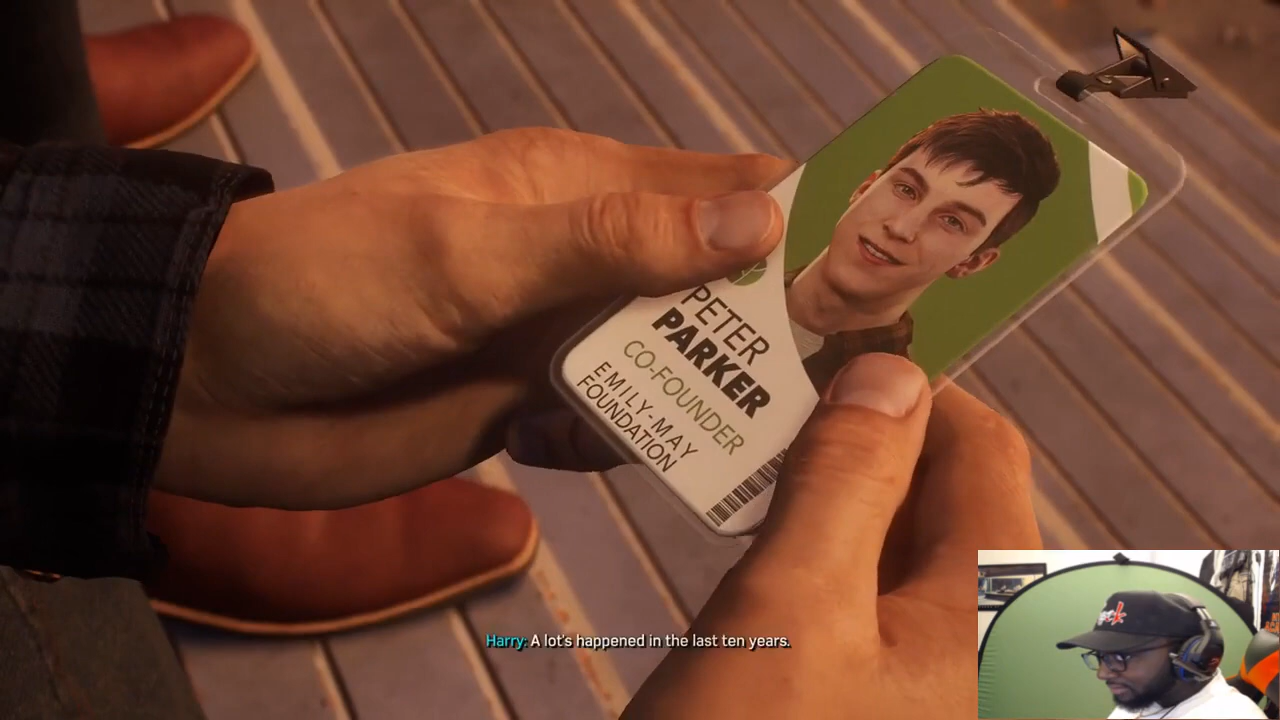 PETER
PARKER
CO-FOUNDER
EMILY-MAY
FOUNDATION
Harry: A lot's happened in the last ten years.